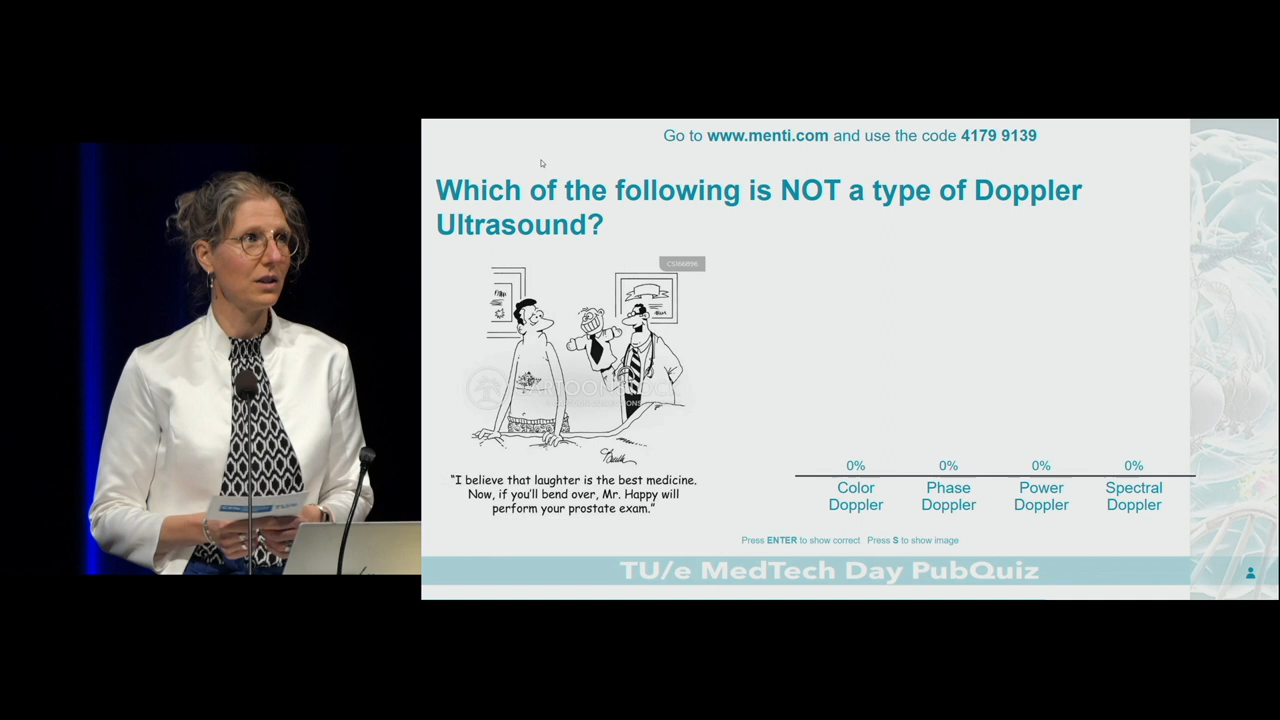 Go to www.menti.com and use the code 4179 9139
Which of the following is NOT a type of Doppler
Ultrasound?
CS166896
"I believe that laughter is the best medicine.
Now, if you'll bend over, Mr. Happy will
perform your prostate exam."
0% 0% 0% 0%
Color Phase Power Spectral
Doppler Doppler Doppler Doppler
Press ENTER to show correct Press S to show image
TU/e MedTech Day PubQuiz